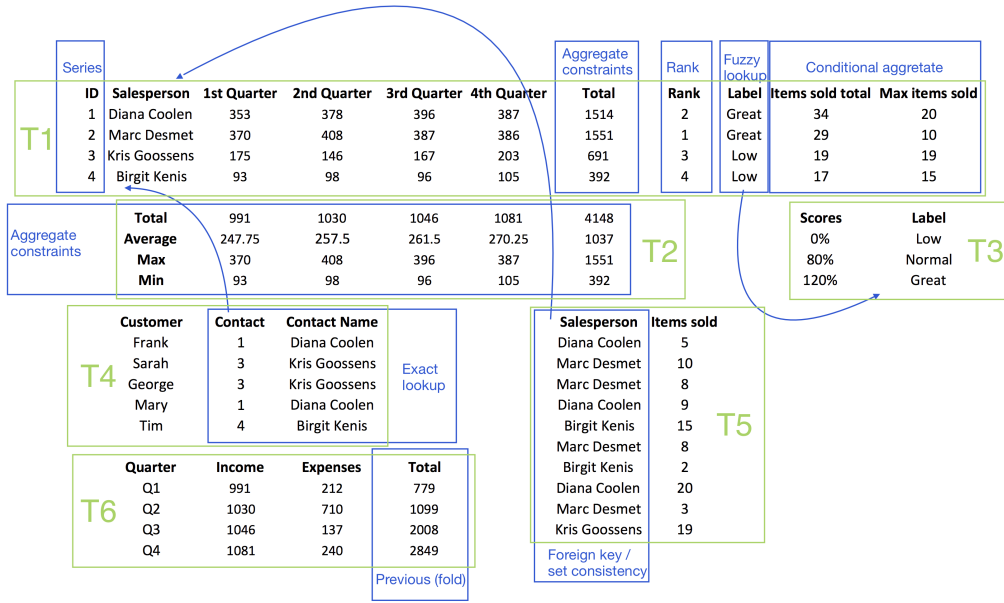 Series
Aggregate
constraints
Rank
Fuzzy
lookup
Conditional aggretate
ID Salesperson 1st Quarter 2nd Quarter 3rd Quarter 4th Quarter Total Rank Label Items sold total Max items sold
1 Diana Coolen 353 378 396 387 1514 2 Great 34 20
T1
2 Marc Desmet 370 408 387 386 1551 1 Great 29 10
3 Kris Goossens 175 146 167 203 691 3 Low 19 19
4 Birgit Kenis 93 98 96 105 392 4 Low 17 15
Aggregate
constraints
Total 991 1030 1046 1081 4148
Average 247.75 257.5 261.5 270.25 1037
Max 370 408 396 387 1551
Min 93 98 96 105 392
T2
Scores Label
0% Low
80% Normal
120% Great
T3
Customer Contact Contact Name
Frank 1 Diana Coolen
Sarah 3 Kris Goossens
George 3 Kris Goossens
Mary 1 Diana Coolen
Tim 4 Birgit Kenis
T4
Exact
lookup
Salesperson Items sold
Diana Coolen 5
Marc Desmet 10
Marc Desmet 8
Diana Coolen 9
Birgit Kenis 15
Marc Desmet 8
Birgit Kenis 2
Diana Coolen 20
Marc Desmet 3
Kris Goossens 19
T5
Foreign key /
set consistency
Quarter Income Expenses Total
Q1 991 212 779
Q2 1030 710 1099
Q3 1046 137 2008
Q4 1081 240 2849
T6
Previous (fold)